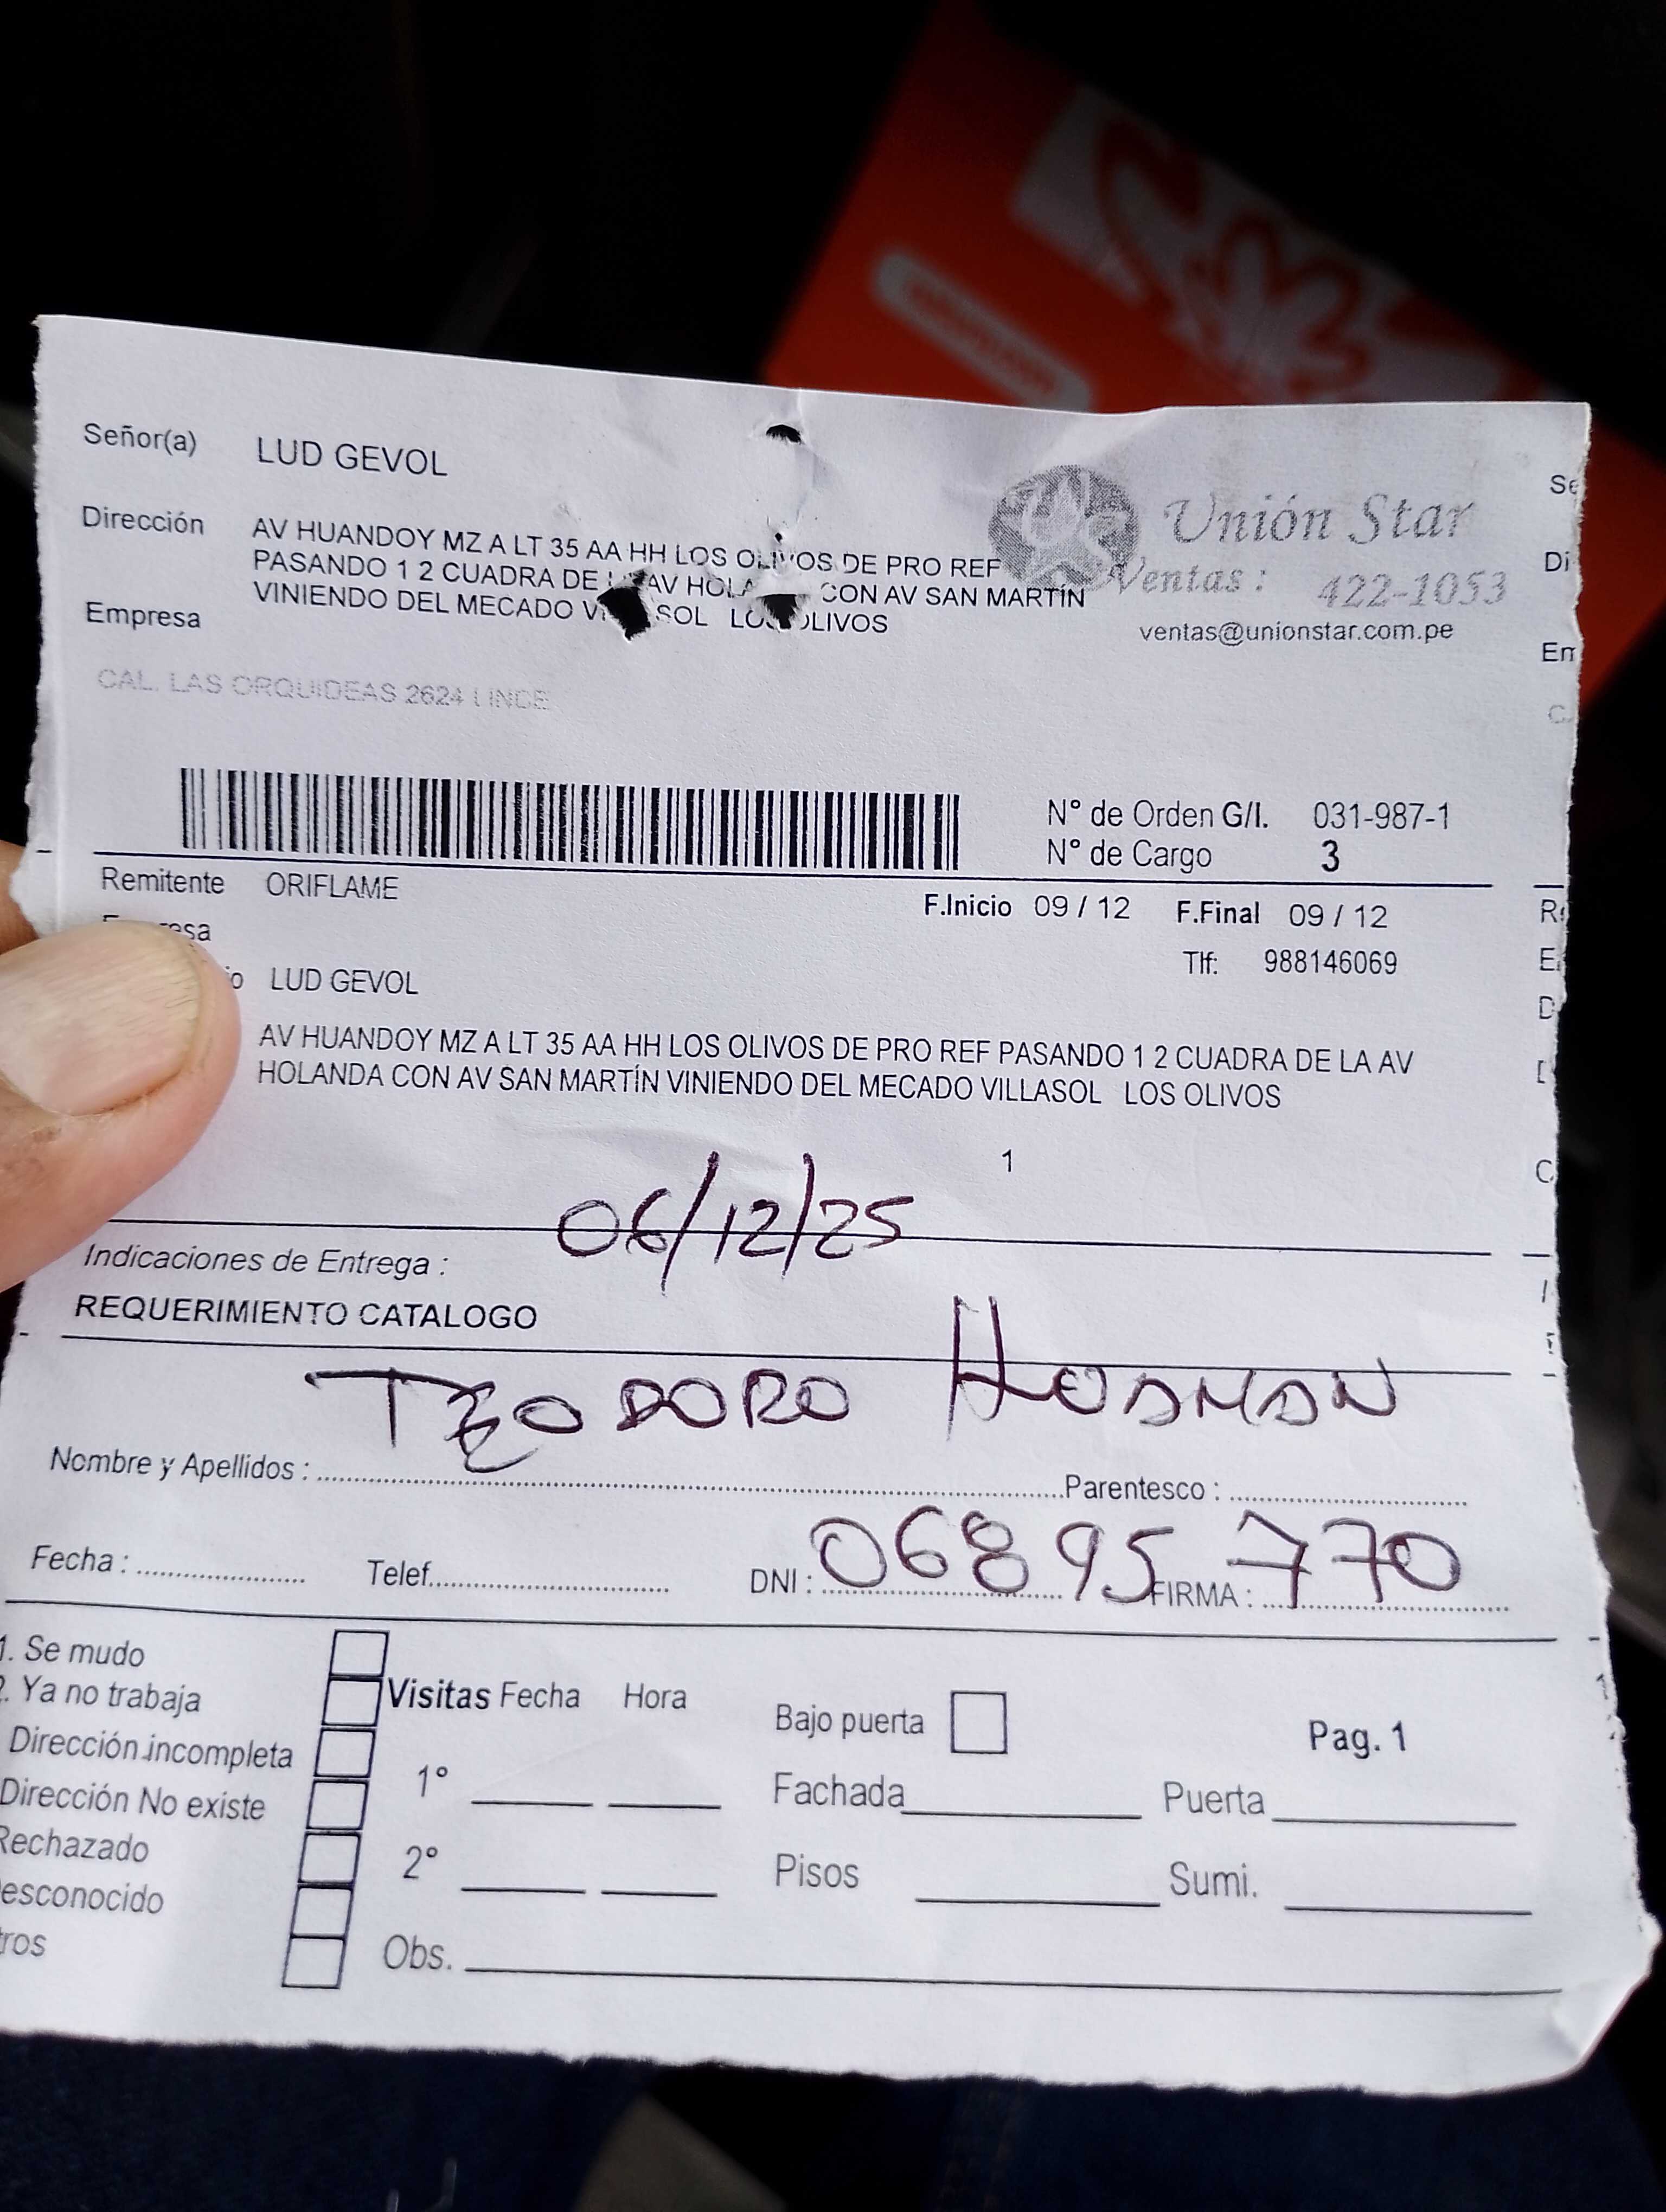 Señor(a) LUD GEVOL
Unión Star
Dirección AV HUANDOY MZ A LT 35 AA HH LOS OLIVOS DE PRO REF
PASANDO 1 2 CUADRA DE AV HOLA CON AV SAN MARTÍN
VINIENDO DEL MECADO SOL LOS OLIVOS
Ventas : 422-1053
ventas@unionstar.com.pe
Empresa
CAL. LAS ORQUIDEAS 2624 LINCE
N° de Orden G/I. 031-987-1
N° de Cargo 3
Remitente ORIFLAME
F.Inicio 09 / 12 F.Final 09 / 12
Tlf: 988146069
LUD GEVOL
AV HUANDOY MZ A LT 35 AA HH LOS OLIVOS DE PRO REF PASANDO 1 2 CUADRA DE LA AV
HOLANDA CON AV SAN MARTÍN VINIENDO DEL MECADO VILLASOL LOS OLIVOS
1
06/12/25
Indicaciones de Entrega :
REQUERIMIENTO CATALOGO
TEODORO HUAMAN
Nombre y Apellidos : Parentesco :
Fecha : Telef. DNI : 06895770 FIRMA :
1. Se mudo
2. Ya no trabaja
Dirección incompleta
Dirección No existe
Rechazado
esconocido
tros
Visitas Fecha Hora
1°
2°
Obs.
Bajo puerta
Pag. 1
Fachada Puerta
Pisos Sumi.